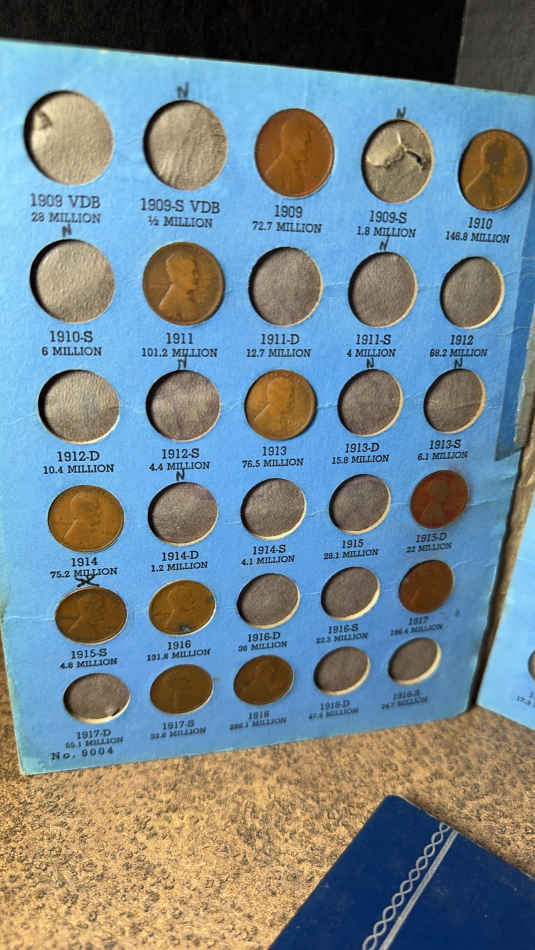 N
1909 VDB
28 MILLION
N
1909-S VDB
½ MILLION
1909
72.7 MILLION
N
1909-S
1.8 MILLION
1910
146.8 MILLION
N
1910-S
6 MILLION
1911
101.2 MILLION
1911-D
12.7 MILLION
N
1911-S
4 MILLION
1912
68.2 MILLION
1912-D
10.4 MILLION
N
1912-S
4.4 MILLION
1913
76.5 MILLION
N
1913-D
15.8 MILLION
N
1913-S
6.1 MILLION
1914
75.2 MILLION
N
1914-D
1.2 MILLION
1914-S
4.1 MILLION
1915
29.1 MILLION
1915-D
22 MILLION
X
1915-S
4.8 MILLION
1916
131.8 MILLION
1916-D
36 MILLION
1916-S
22.5 MILLION
1917
196.4 MILLION
1917-D
55.1 MILLION
1917-S
32.6 MILLION
1918
288.1 MILLION
1918-D
47.8 MILLION
1918-S
34.7 MILLION
No. 9004